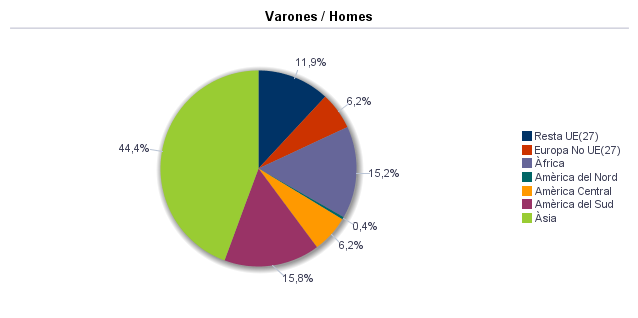 Varones / Homes
11,9%
6,2%
15,2%
0,4%
6,2%
15,8%
44,4%
Resta UE(27)
Europa No UE(27)
Àfrica
Amèrica del Nord
Amèrica Central
Amèrica del Sud
Àsia